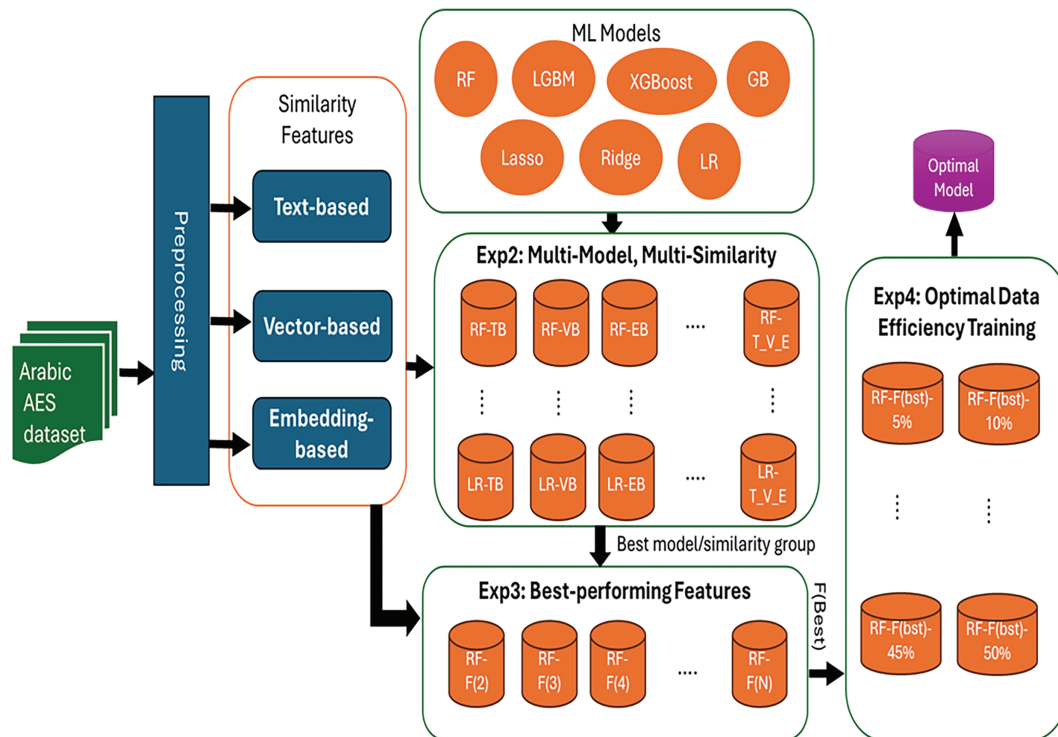 Arabic
AES
dataset
Preprocessing
Similarity
Features
Text-based
Vector-based
Embedding-
based
ML Models
RF
LGBM
XGBoost
GB
Lasso
Ridge
LR
Exp2: Multi-Model, Multi-Similarity
RF-TB
RF-VB
RF-EB
....
RF-
T_V_E
LR-TB
LR-VB
LR-EB
....
LR-
T_V_E
Best model/similarity group
Exp3: Best-performing Features
RF-
F(2)
RF-
F(3)
RF-
F(4)
....
RF-
F(N)
F(Best)
Exp4: Optimal Data
Efficiency Training
RF-F(bst)-
5%
RF-F(bst)-
10%
RF-F(bst)-
45%
RF-F(bst)-
50%
Optimal
Model